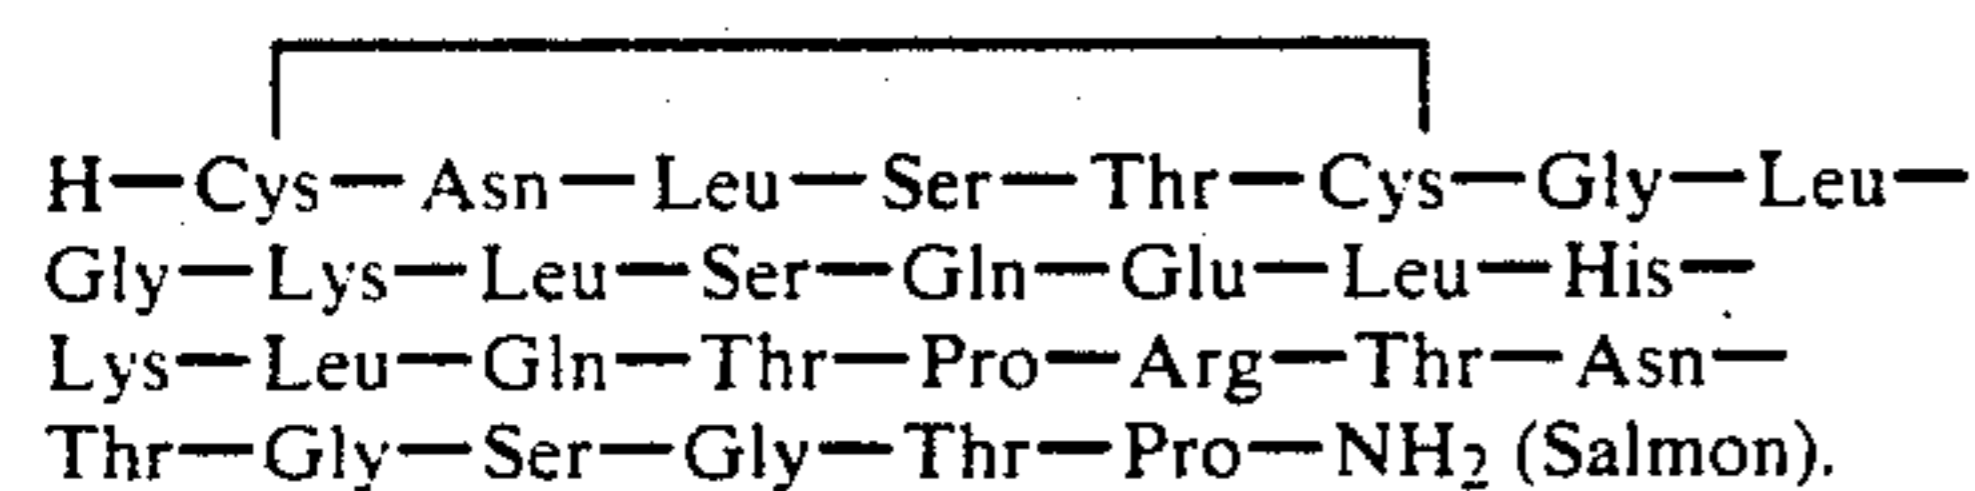 H—Cys—Asn—Leu—Ser—Thr—Cys—Gly—Leu—
Gly—Lys—Leu—Ser—Gln—Glu—Leu—His—
Lys—Leu—Gln—Thr—Pro—Arg—Thr—Asn—
Thr—Gly—Ser—Gly—Thr—Pro—NH₂ (Salmon).